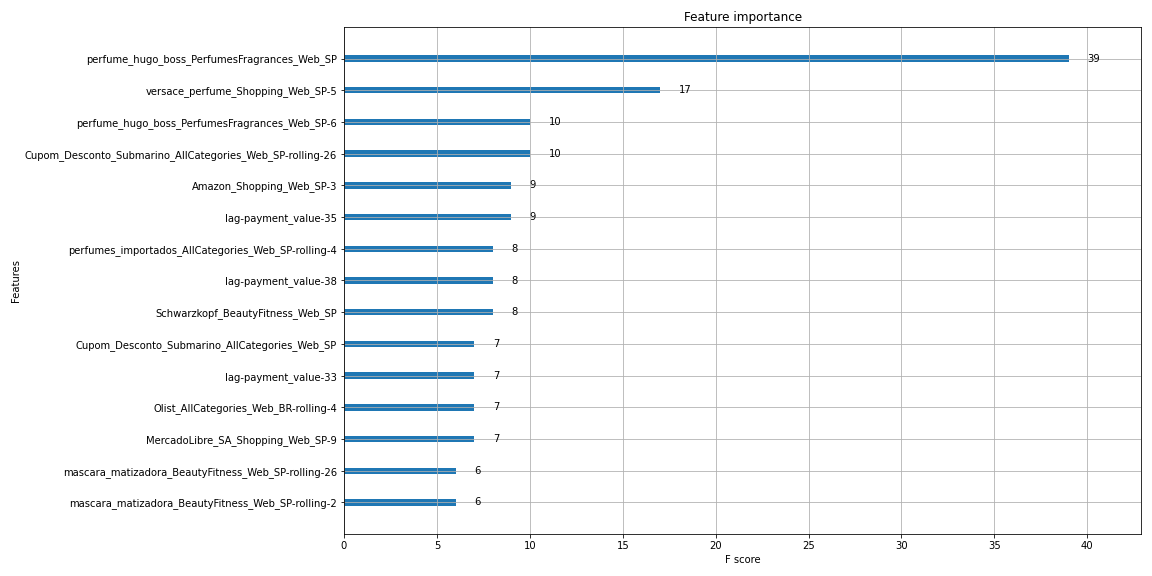 Feature importance
perfume_hugo_boss_PerfumesFragrances_Web_SP 39
versace_perfume_Shopping_Web_SP-5 17
perfume_hugo_boss_PerfumesFragrances_Web_SP-6 10
Cupom_Desconto_Submarino_AllCategories_Web_SP-rolling-26 10
Amazon_Shopping_Web_SP-3 9
lag-payment_value-35 9
perfumes_importados_AllCategories_Web_SP-rolling-4 8
lag-payment_value-38 8
Schwarzkopf_BeautyFitness_Web_SP 8
Cupom_Desconto_Submarino_AllCategories_Web_SP 7
lag-payment_value-33 7
Olist_AllCategories_Web_BR-rolling-4 7
MercadoLibre_SA_Shopping_Web_SP-9 7
mascara_matizadora_BeautyFitness_Web_SP-rolling-26 6
mascara_matizadora_BeautyFitness_Web_SP-rolling-2 6
Features
0 5 10 15 20 25 30 35 40
F score